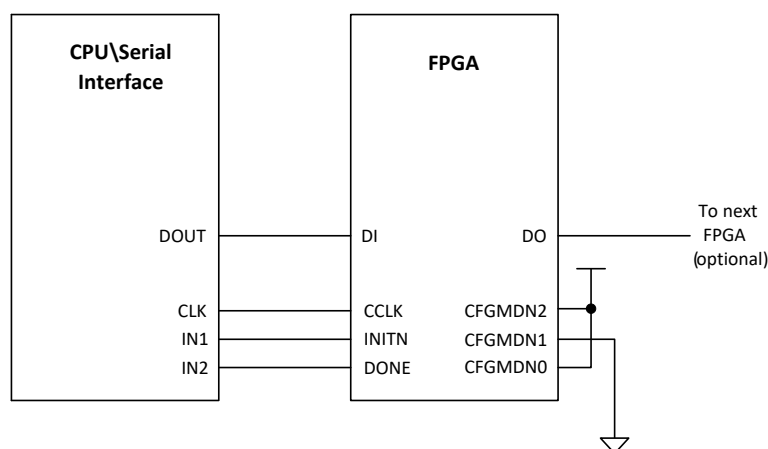 CPU\Serial
Interface
FPGA
DOUT
DI
DO
To next
FPGA
(optional)
CLK
CCLK
CFGMDN2
IN1
INITN
CFGMDN1
IN2
DONE
CFGMDN0